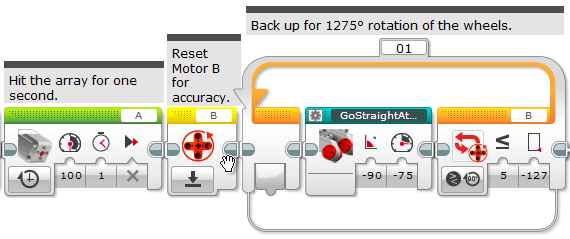 Back up for 1275° rotation of the wheels.
Reset
Motor B
for
accuracy.
Hit the array for one
second.
01
A
B
GoStraightAt...
B
100 1
-90 -75
90°
5 -127